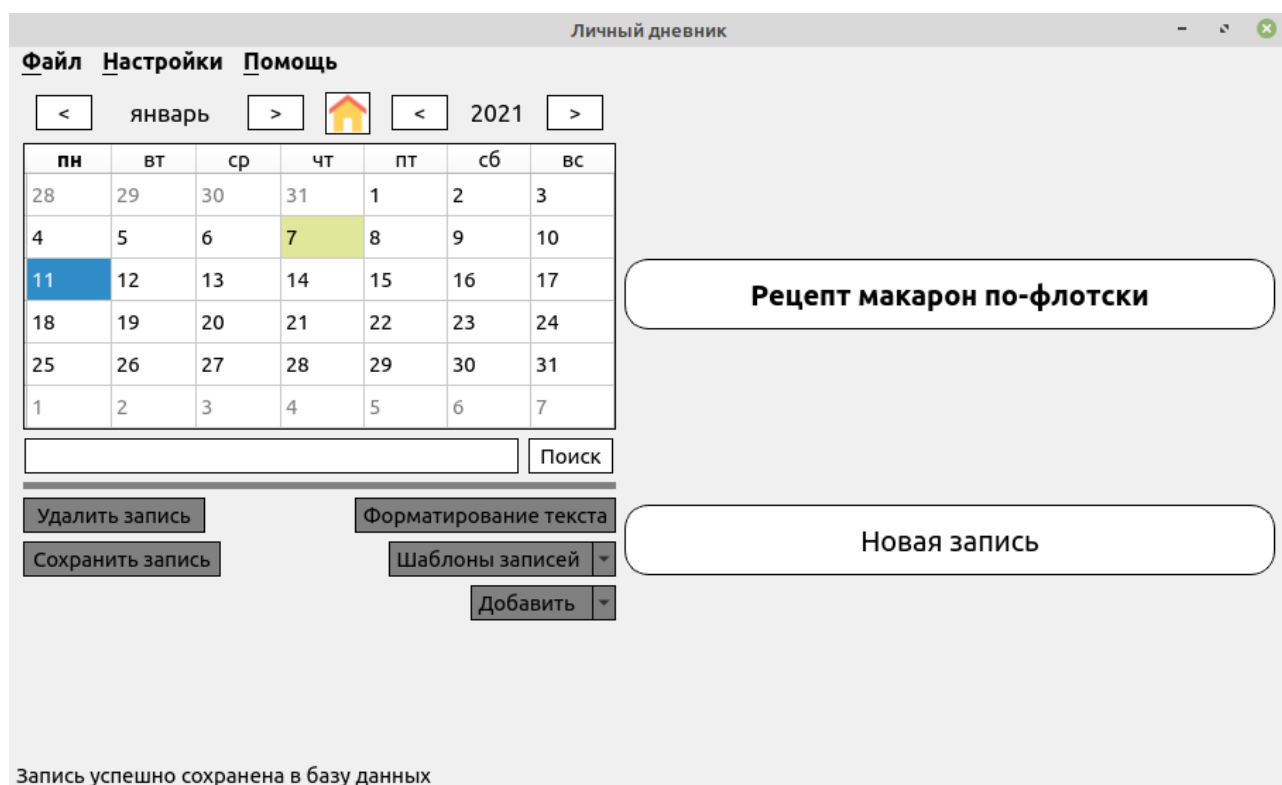 Личный дневник
Файл Настройки Помощь
< январь > < 2021 >
пн вт ср чт пт сб вс
28 29 30 31 1 2 3
4 5 6 7 8 9 10
11 12 13 14 15 16 17
18 19 20 21 22 23 24
25 26 27 28 29 30 31
1 2 3 4 5 6 7
Поиск
Удалить запись Форматирование текста
Сохранить запись Шаблоны записей
Добавить
Рецепт макарон по-флотски
Новая запись
Запись успешно сохранена в базу данных